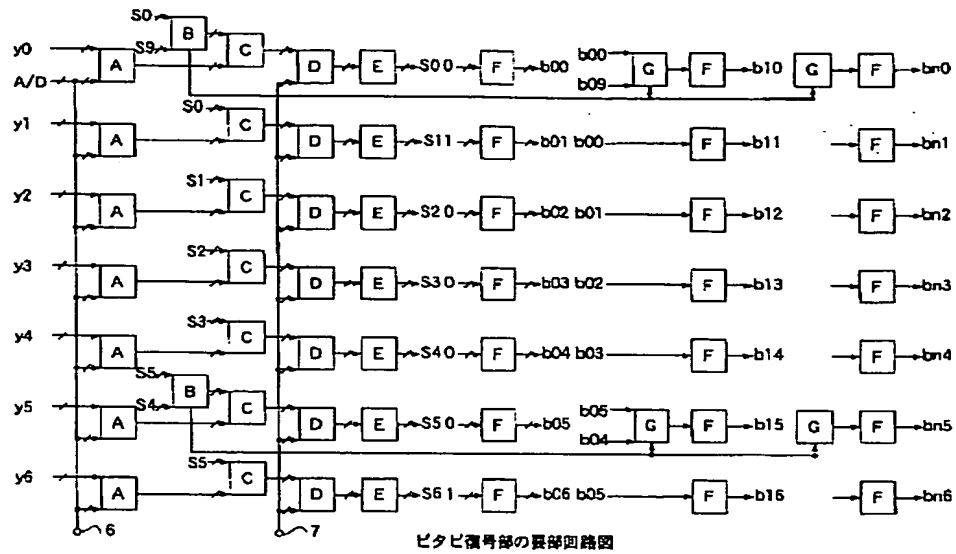 S0
y0 S9 B C
A/D A D E S00 F b00 b00 b09 G F b10 G F bn0
S0
y1 A C D E S11 F b01 b00 F b11 F bn1
S1
y2 A C D E S20 F b02 b01 F b12 F bn2
S2
y3 A C D E S30 F b03 b02 F b13 F bn3
S3
y4 A C D E S40 F b04 b03 F b14 F bn4
S5
y5 S4 B A C D E S50 F b05 b05 b04 G F b15 G F bn5
S5
y6 A C D E S61 F b06 b05 F b16 F bn6
6 7
ビタビ復号部の要部回路図